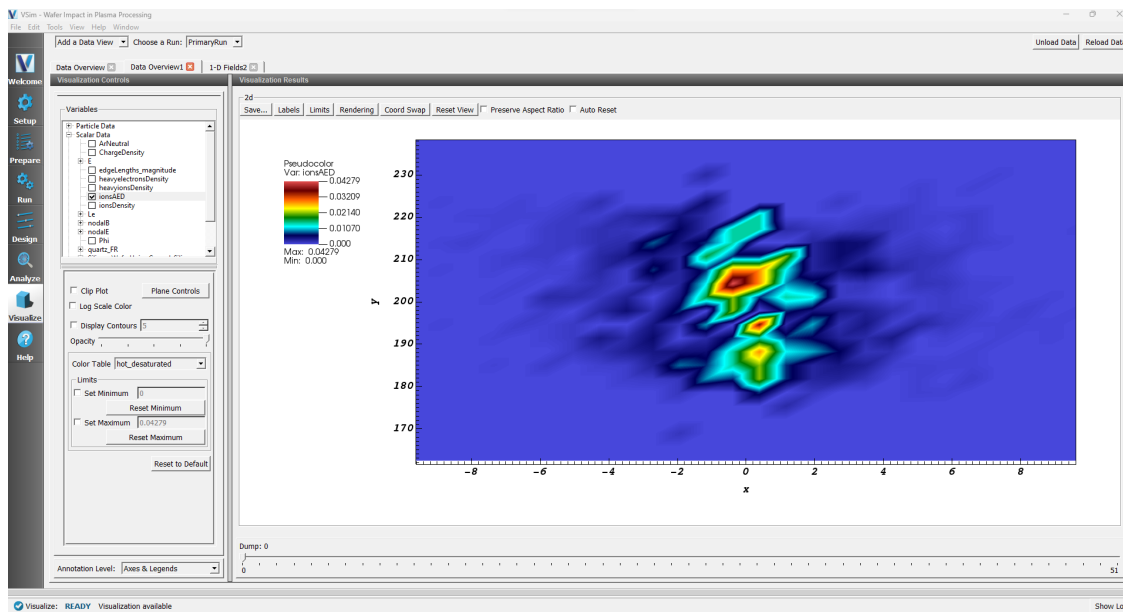 VSim - Wafer Impact in Plasma Processing
File Edit Tools View Help Window
Add a Data View Choose a Run: PrimaryRun
Unload Data Reload Data
Data Overview Data Overview1 1-D Fields2
Welcome
Setup
Prepare
Run
Design
Analyze
Visualize
Help
Visualization Controls
Variables
Particle Data
Scalar Data
ArNeutral
ChargeDensity
E
edgeLengths_magnitude
heavyelectronsDensity
heavyionsDensity
ionsAED
ionsDensity
Le
nodalB
nodalE
Phi
quartz_FR
Clip Plot Plane Controls
Log Scale Color
Display Contours 5
Opacity
Color Table hot_desaturated
Limits
Set Minimum 0
Reset Minimum
Set Maximum 0.04279
Reset Maximum
Reset to Default
Annotation Level: Axes & Legends
Visualization Results
2d
Save... Labels Limits Rendering Coord Swap Reset View Preserve Aspect Ratio Auto Reset
Pseudocolor
Var: ionsAED
0.04279
0.03209
0.02140
0.01070
0.000
Max: 0.04279
Min: 0.000
230
220
210
200
190
180
170
y
-8 -6 -4 -2 0 2 4 6 8
x
Dump: 0
0 51
Visualize: READY Visualization available
Show Lo